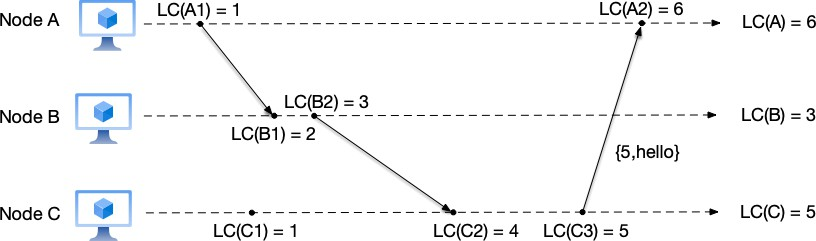 Node A
LC(A1) = 1
LC(A2) = 6
LC(A) = 6
Node B
LC(B2) = 3
LC(B) = 3
LC(B1) = 2
{5,hello}
Node C
LC(C) = 5
LC(C1) = 1
LC(C2) = 4
LC(C3) = 5